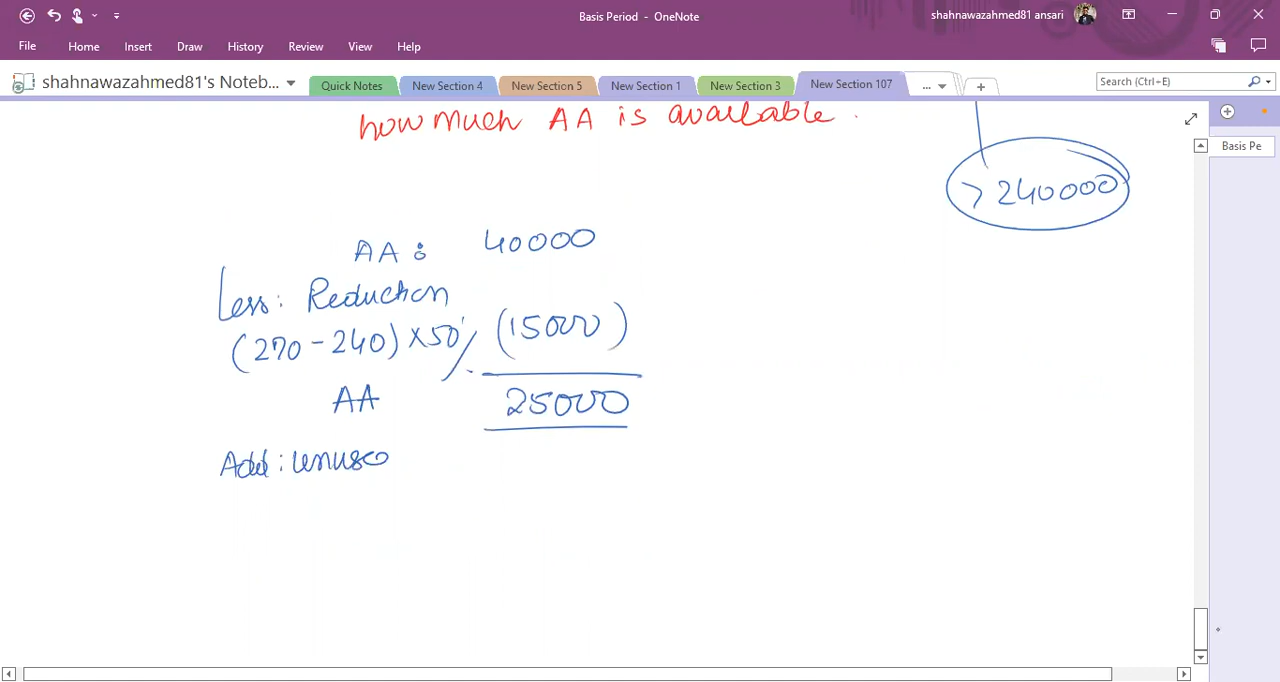 Basis Period - OneNote
shahnawazahmed81 ansari
File Home Insert Draw History Review View Help
shahnawazahmed81's Noteb... Quick Notes New Section 4 New Section 5 New Section 1 New Section 3 New Section 107 ... Search (Ctrl+E)
Basis Pe
how much AA is available.
> 240000
AA: 40000
Less: Reduction
(270 - 240) × 50% (15000)
AA 25000
Add: unuse